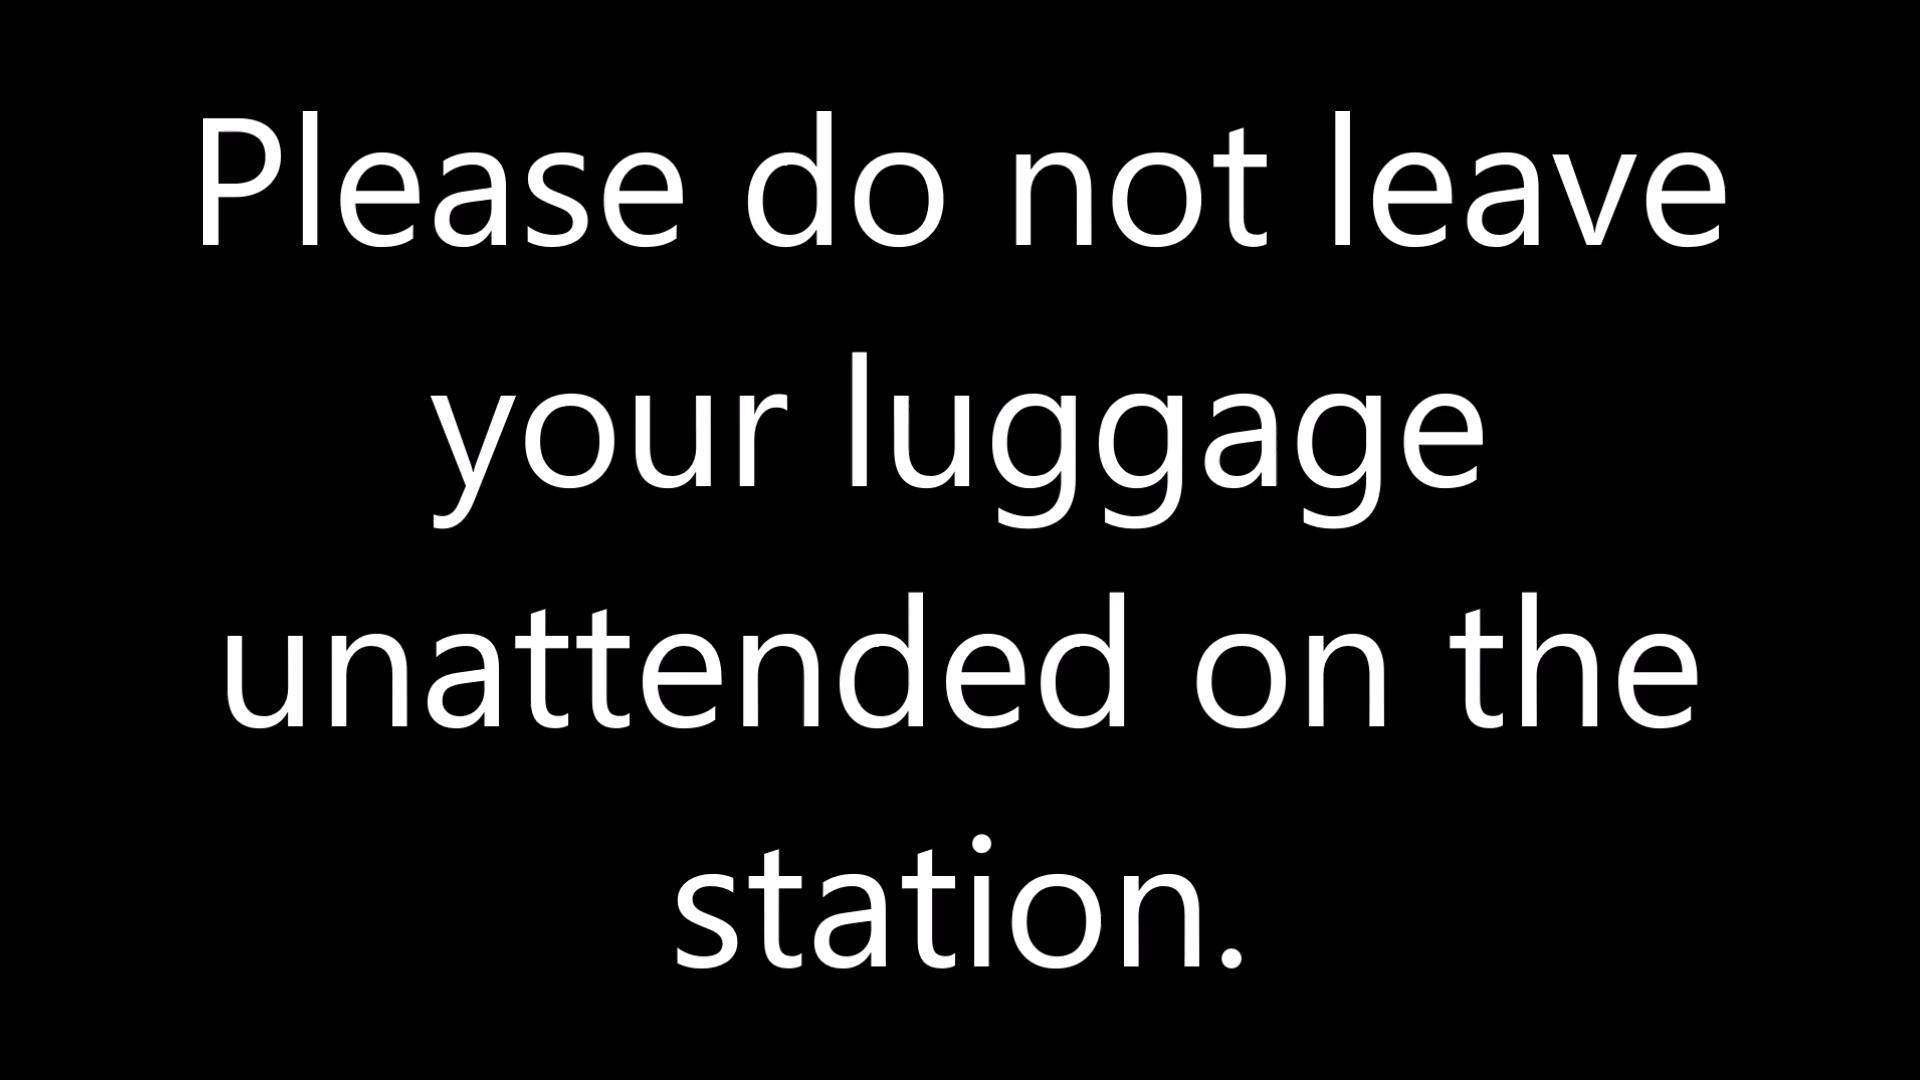 Please do not leave
your luggage
unattended on the
station.